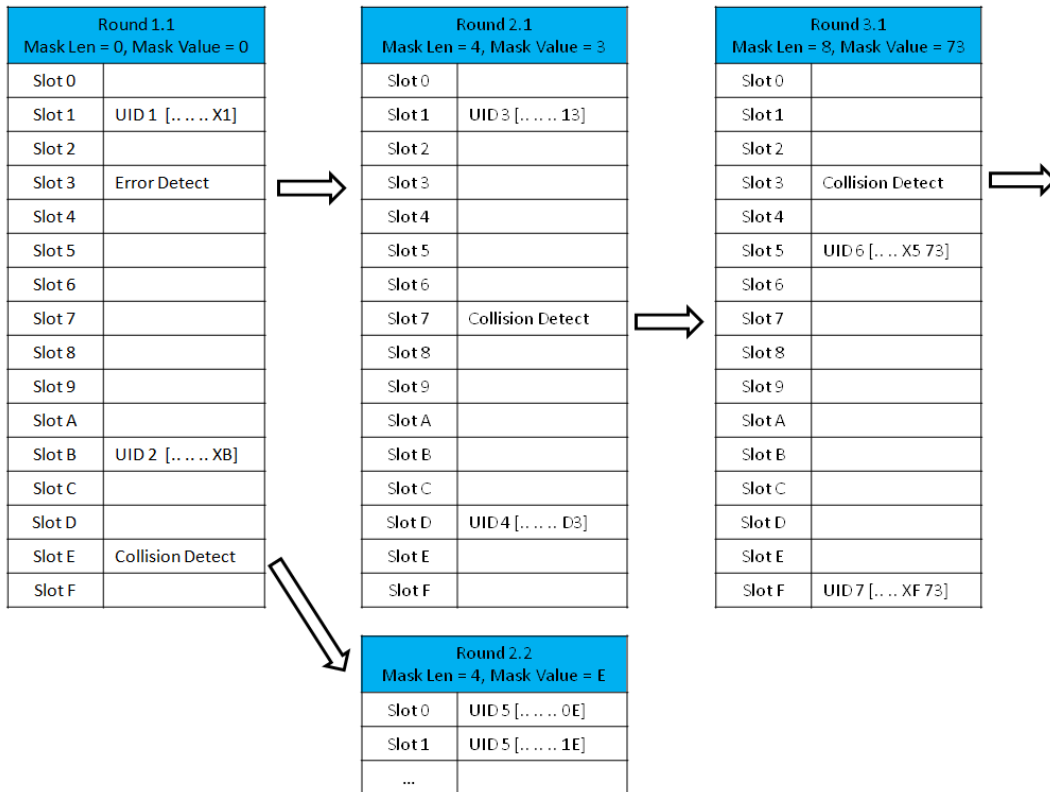 Round 1.1
Mask Len = 0, Mask Value = 0
Slot 0
Slot 1 UID 1 [.. .. .. X1]
Slot 2
Slot 3 Error Detect
Slot 4
Slot 5
Slot 6
Slot 7
Slot 8
Slot 9
Slot A
Slot B UID 2 [.. .. .. XB]
Slot C
Slot D
Slot E Collision Detect
Slot F
Round 2.1
Mask Len = 4, Mask Value = 3
Slot 0
Slot 1 UID 3 [.. .. .. 13]
Slot 2
Slot 3
Slot 4
Slot 5
Slot 6
Slot 7 Collision Detect
Slot 8
Slot 9
Slot A
Slot B
Slot C
Slot D UID 4 [.. .. .. D3]
Slot E
Slot F
Round 3.1
Mask Len = 8, Mask Value = 73
Slot 0
Slot 1
Slot 2
Slot 3 Collision Detect
Slot 4
Slot 5 UID 6 [.. .. X5 73]
Slot 6
Slot 7
Slot 8
Slot 9
Slot A
Slot B
Slot C
Slot D
Slot E
Slot F UID 7 [.. .. XF 73]
Round 2.2
Mask Len = 4, Mask Value = E
Slot 0 UID 5 [.. .. .. 0E]
Slot 1 UID 5 [.. .. .. 1E]
...